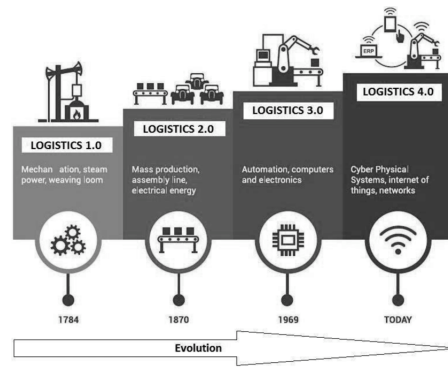 ERP
LOGISTICS 4.0
LOGISTICS 3.0
LOGISTICS 2.0
LOGISTICS 1.0
Mechan ation, steam
power, weaving loom
Mass production,
assembly line,
electrical energy
Automation, computers
and electronics
Cyber Physical
Systems, internet of
things, networks
1784
1870
1969
TODAY
Evolution